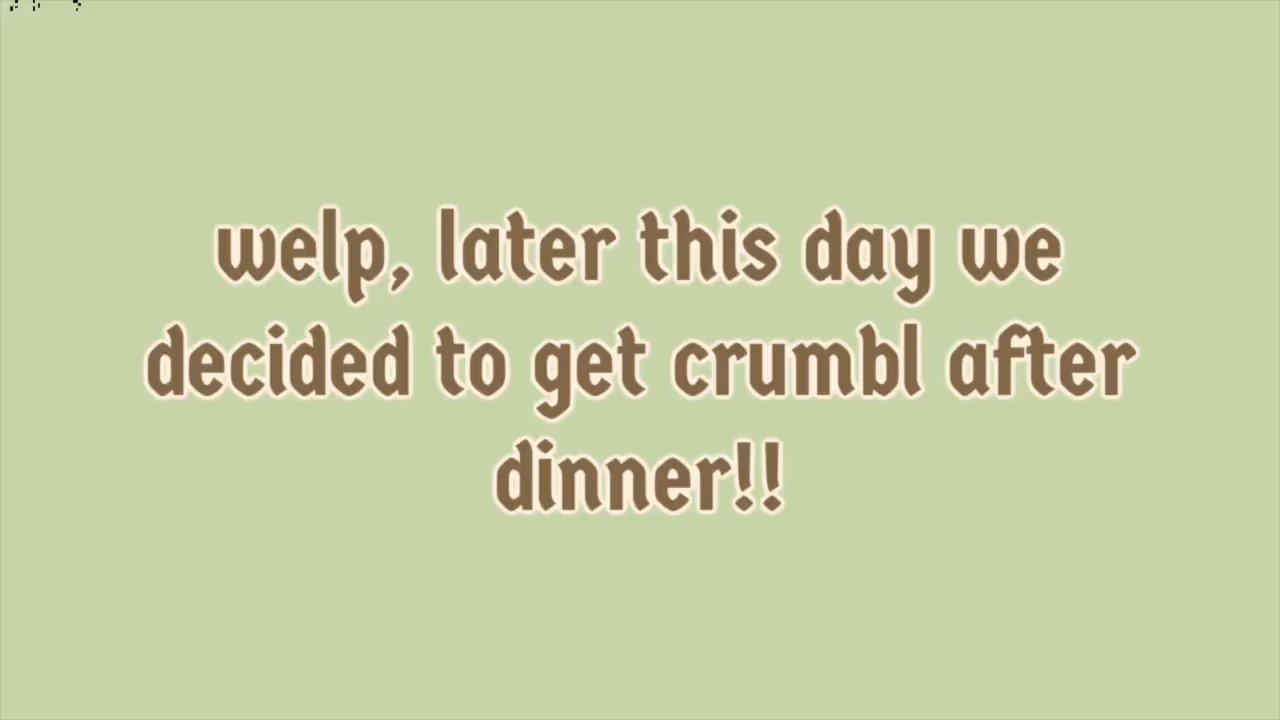 welp, later this day we
decided to get crumbl after
dinner!!